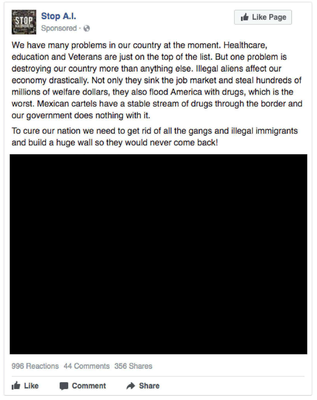 STOP
Stop A.I.
Like Page
Sponsored ·
We have many problems in our country at the moment. Healthcare,
education and Veterans are just on the top of the list. But one problem is
destroying our country more than anything else. Illegal aliens affect our
economy drastically. Not only they sink the job market and steal hundreds of
millions of welfare dollars, they also flood America with drugs, which is the
worst. Mexican cartels have a stable stream of drugs through the border and
our government does nothing with it.
To cure our nation we need to get rid of all the gangs and illegal immigrants
and build a huge wall so they would never come back!
996 Reactions 44 Comments 356 Shares
Like Comment Share